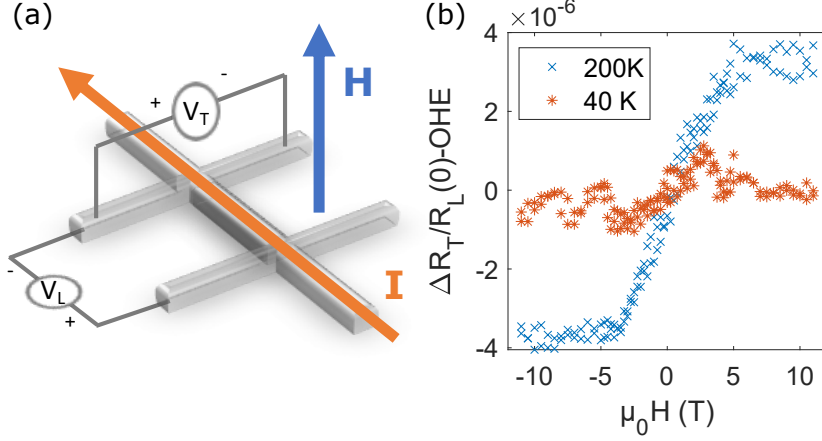 (a)
-
+
V_T
H
-
V_L
+
I
(b)
× 10^-6
4
2
0
-2
-4
ΔR_T/R_L(0)-OHE
200K
40 K
-10
-5
0
5
10
μ_0H (T)